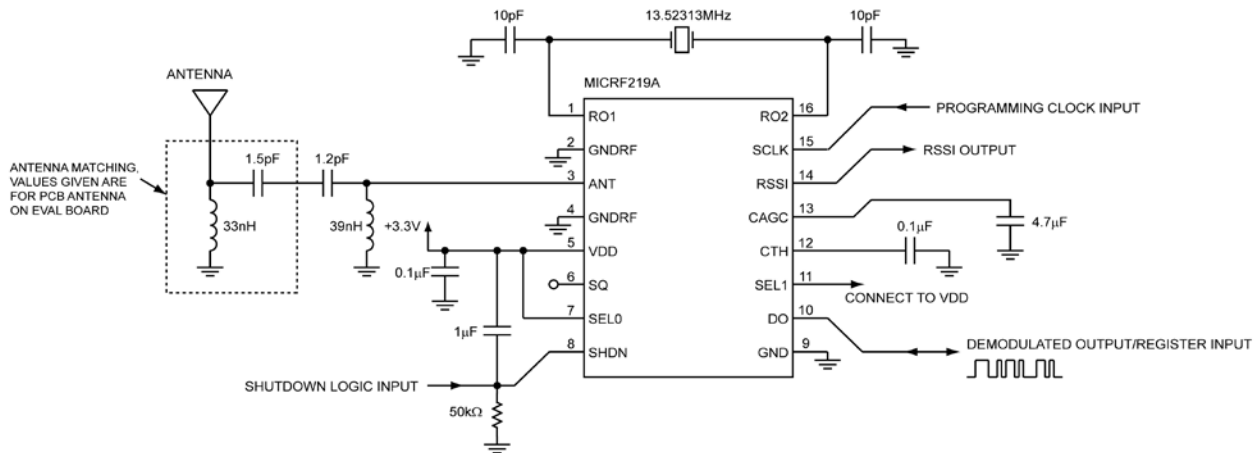 10pF
13.52313MHz
10pF
ANTENNA
MICRF219A
1
RO1
RO2
16
PROGRAMMING CLOCK INPUT
ANTENNA MATCHING,
VALUES GIVEN ARE
FOR PCB ANTENNA
ON EVAL BOARD
1.5pF
1.2pF
2
GNDRF
SCLK
15
RSSI OUTPUT
3
ANT
RSSI
14
33nH
39nH
+3.3V
4
GNDRF
CAGC
13
4.7µF
0.1µF
5
VDD
CTH
12
0.1µF
6
SQ
SEL1
11
CONNECT TO VDD
1µF
7
SEL0
DO
10
DEMODULATED OUTPUT/REGISTER INPUT
8
SHDN
GND
9
SHUTDOWN LOGIC INPUT
50kΩ